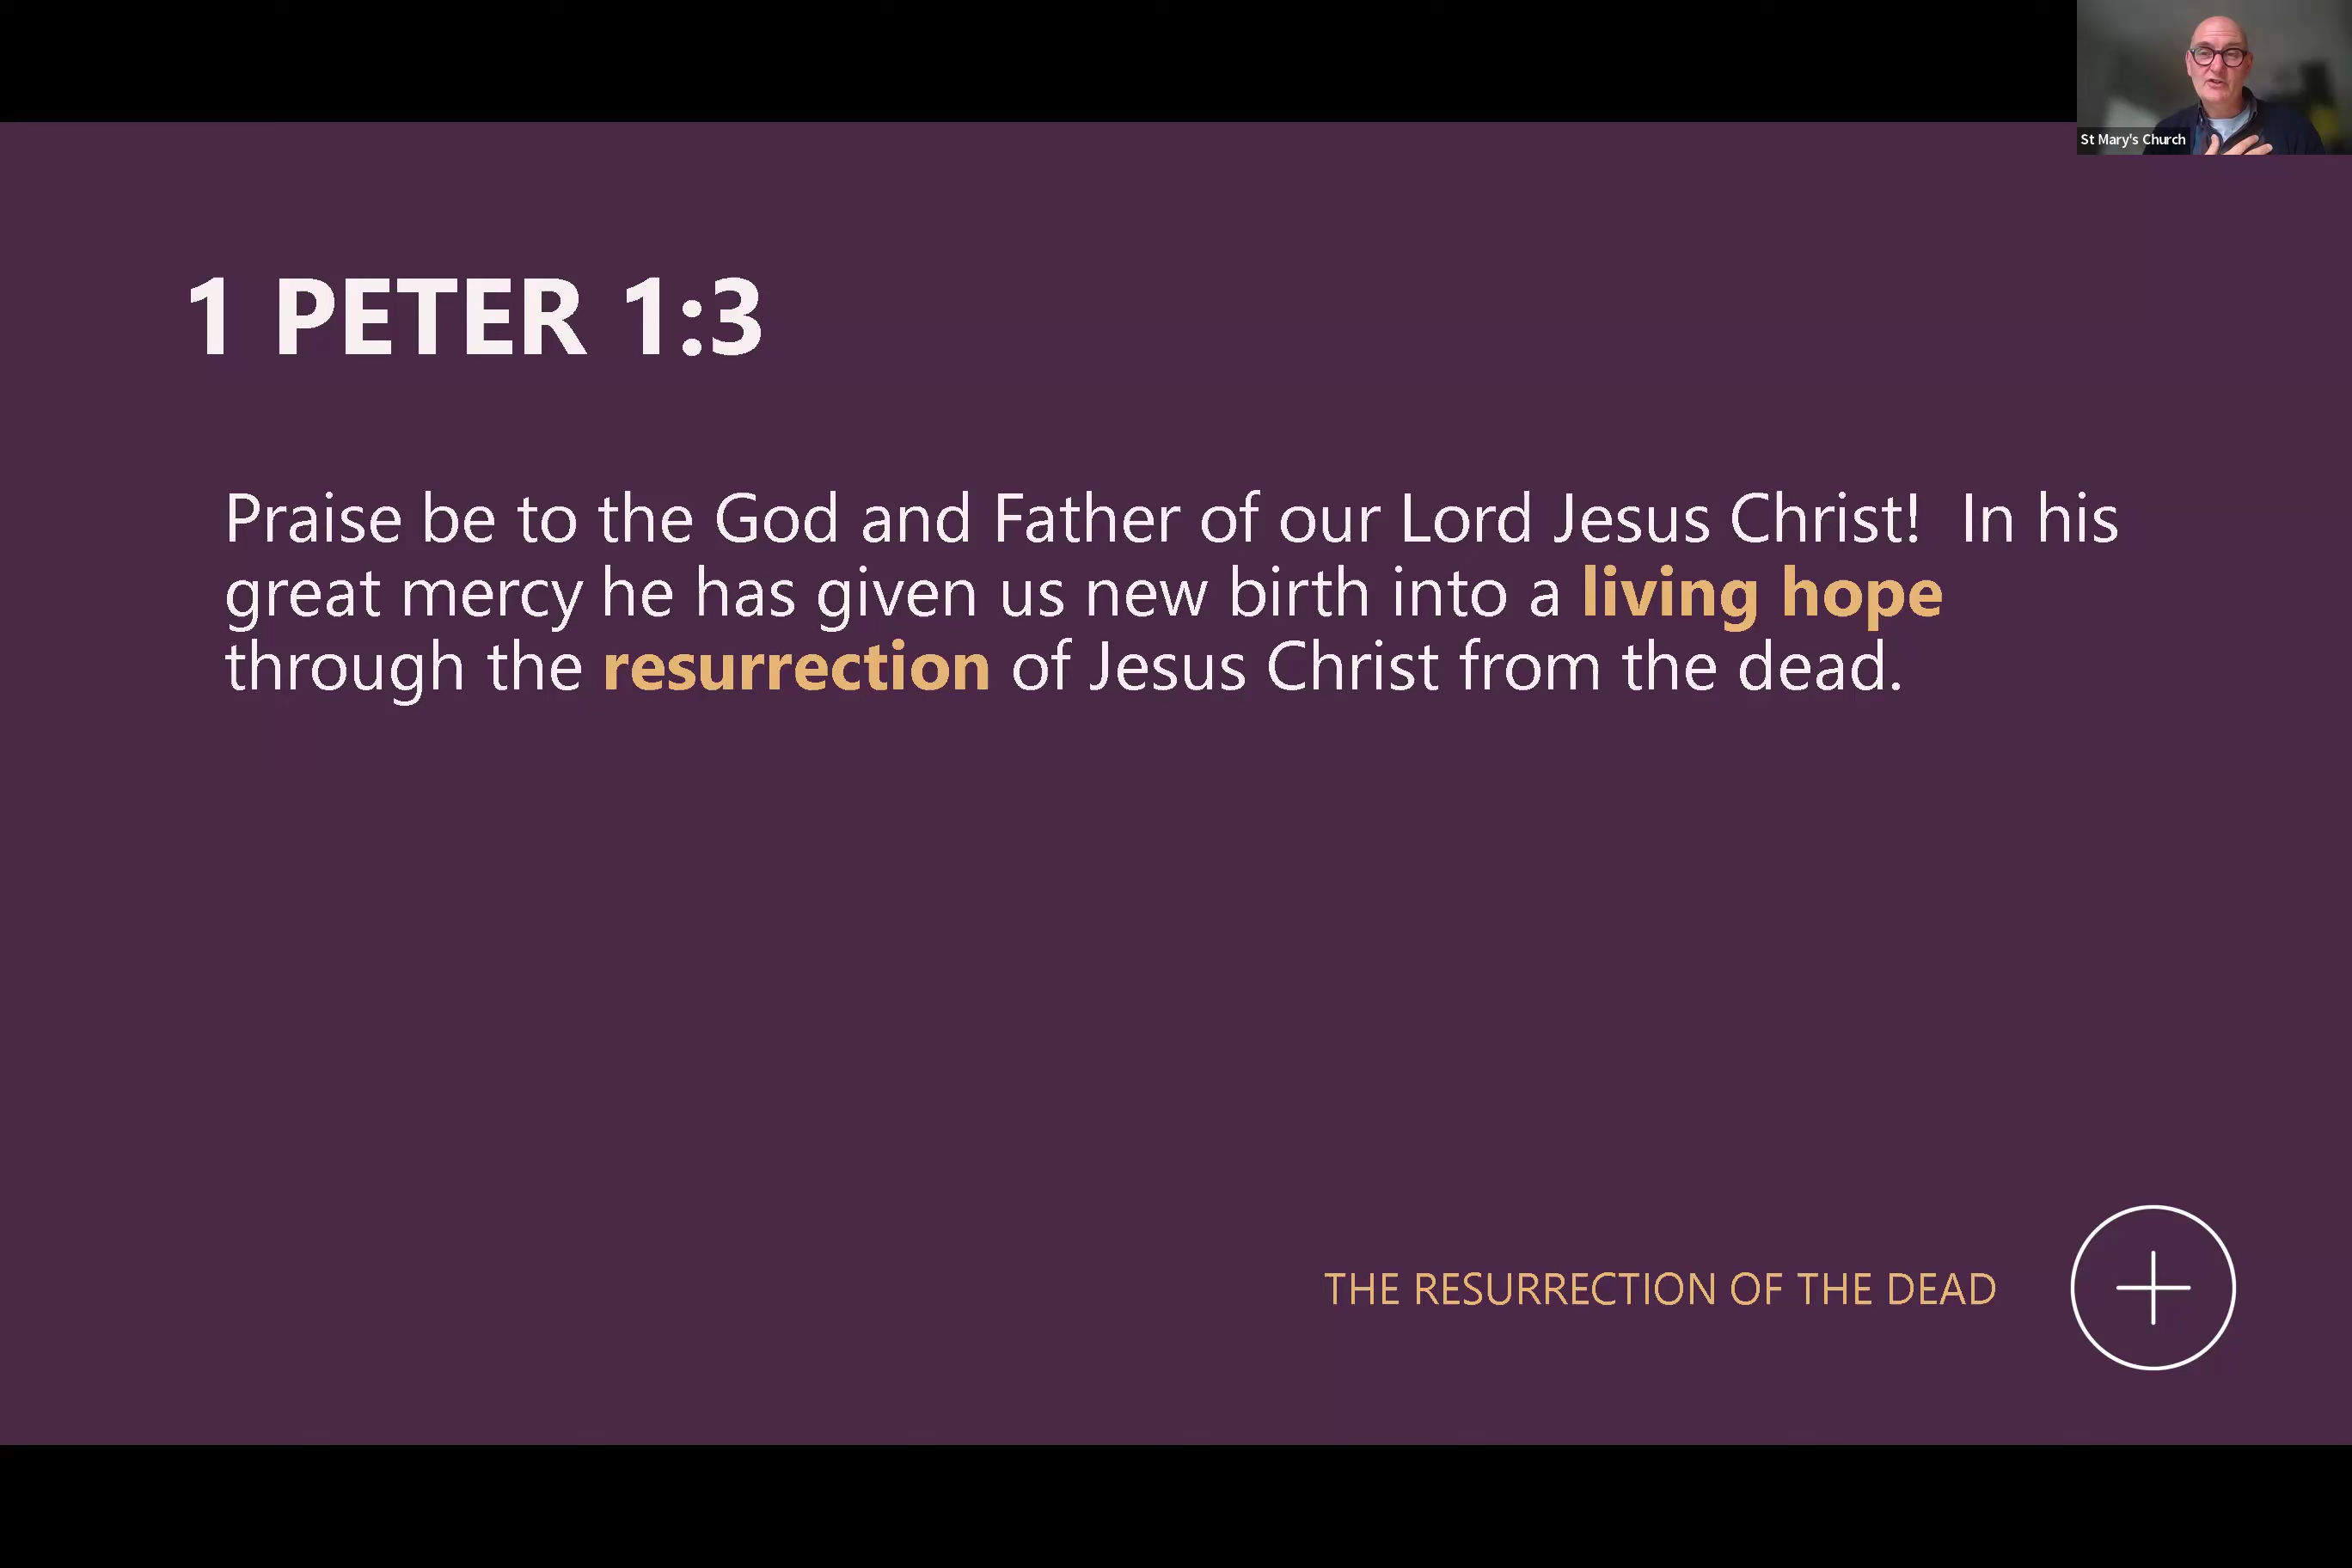 St Mary's Church
1 PETER 1:3
Praise be to the God and Father of our Lord Jesus Christ!  In his
great mercy he has given us new birth into a living hope
through the resurrection of Jesus Christ from the dead.
THE RESURRECTION OF THE DEAD